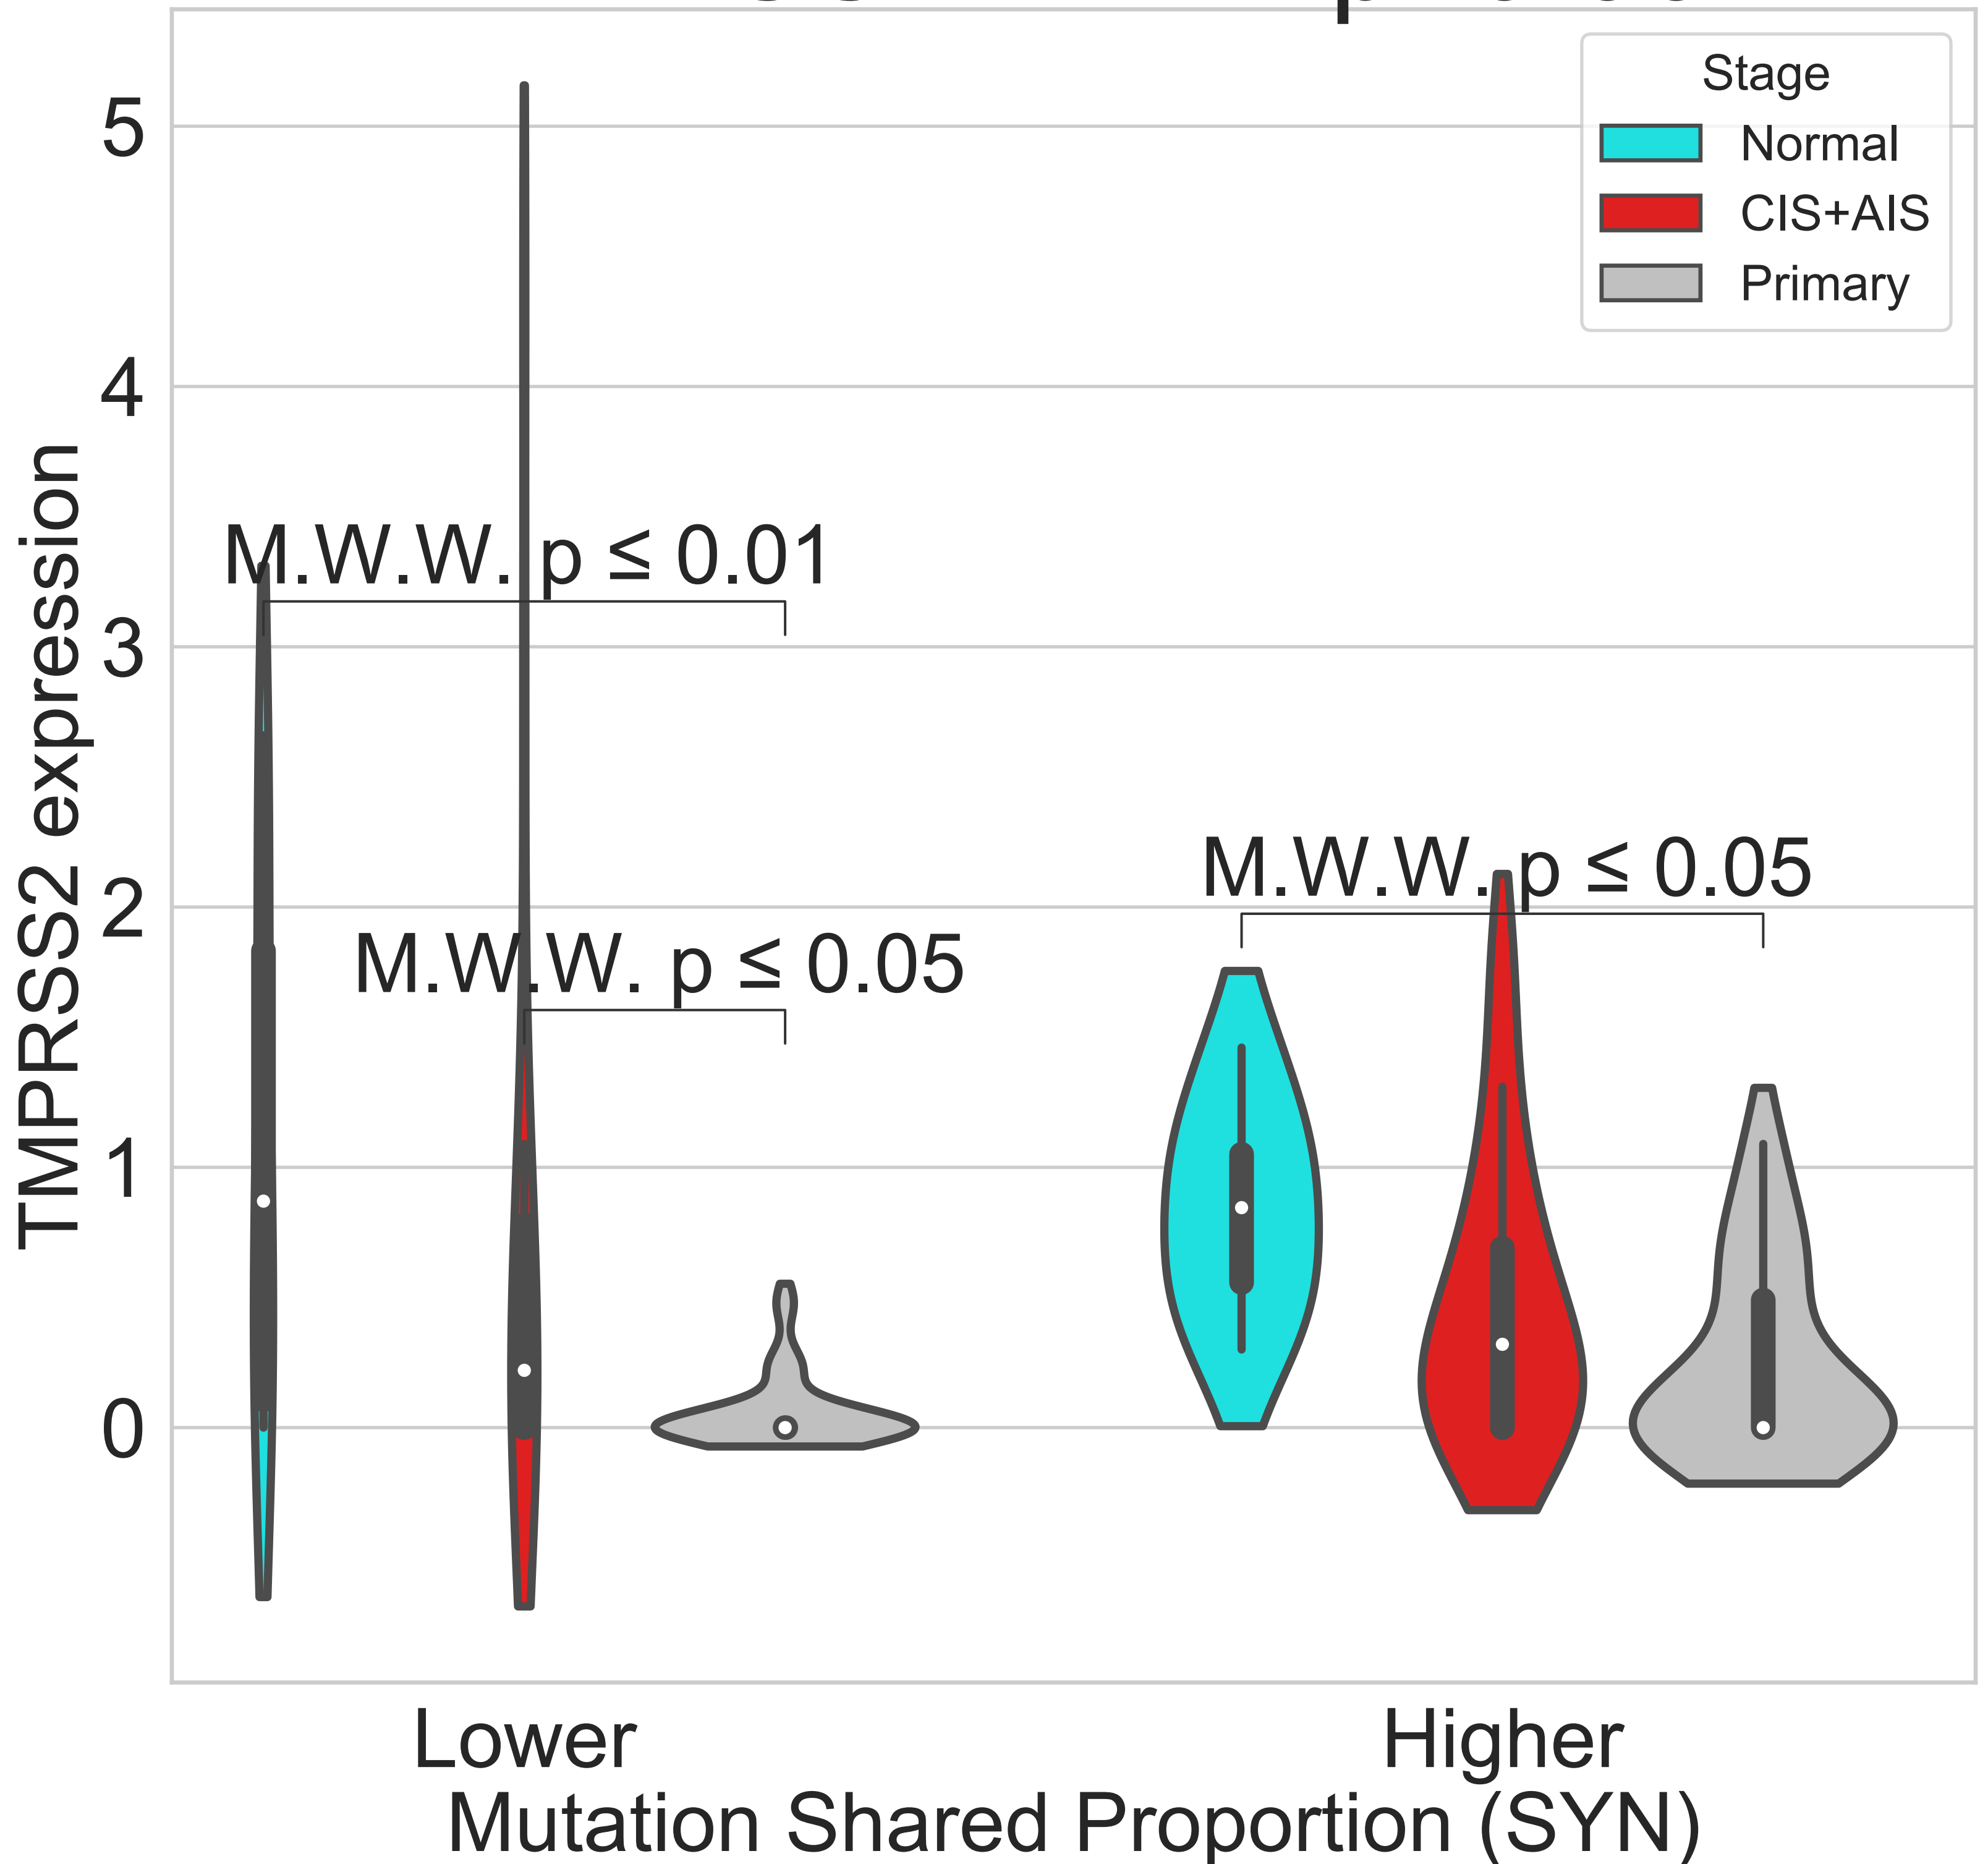 Stage
Normal
CIS+AIS
Primary
5
4
3
2
1
0
TMPRSS2 expression
M.W.W. p ≤ 0.01
M.W.W. p ≤ 0.05
M.W.W. p ≤ 0.05
Lower
Higher
Mutation Shared Proportion (SYN)